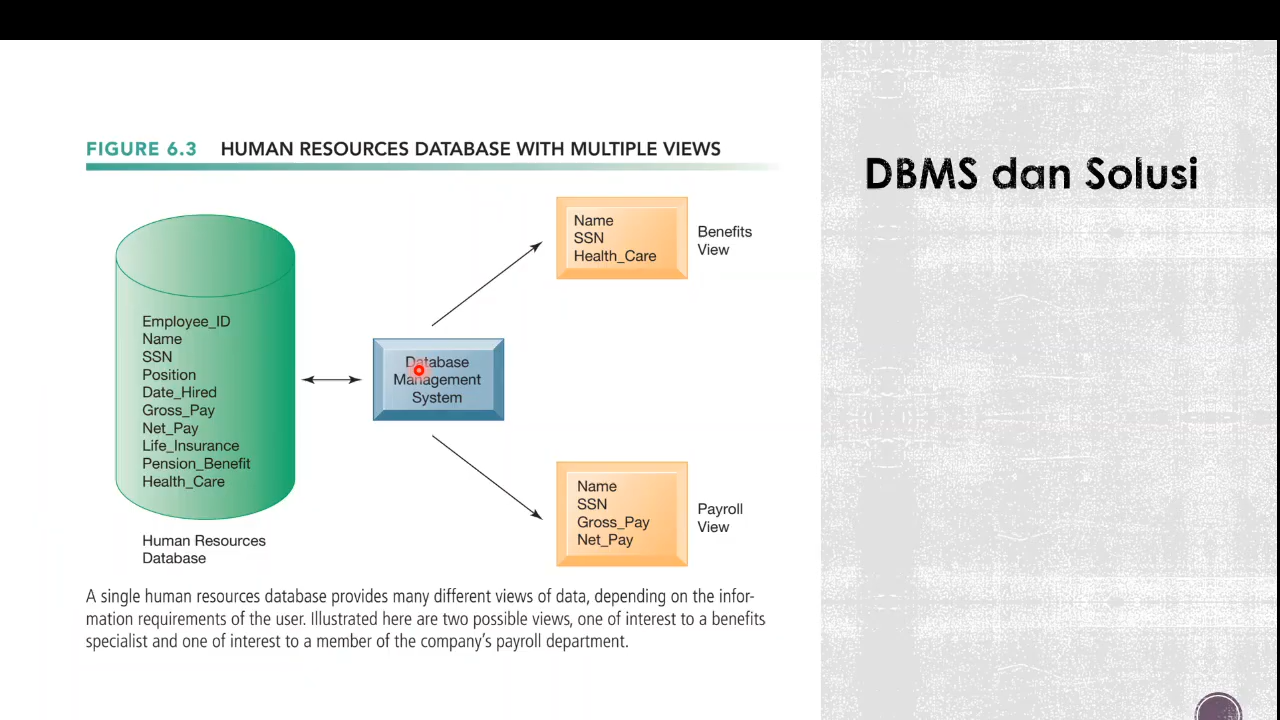 FIGURE 6.3 HUMAN RESOURCES DATABASE WITH MULTIPLE VIEWS
DBMS dan Solusi
Employee_ID
Name
SSN
Position
Date_Hired
Gross_Pay
Net_Pay
Life_Insurance
Pension_Benefit
Health_Care
Human Resources
Database
Database
Management
System
Name
SSN
Health_Care
Benefits
View
Name
SSN
Gross_Pay
Net_Pay
Payroll
View
A single human resources database provides many different views of data, depending on the infor-
mation requirements of the user. Illustrated here are two possible views, one of interest to a benefits
specialist and one of interest to a member of the company’s payroll department.